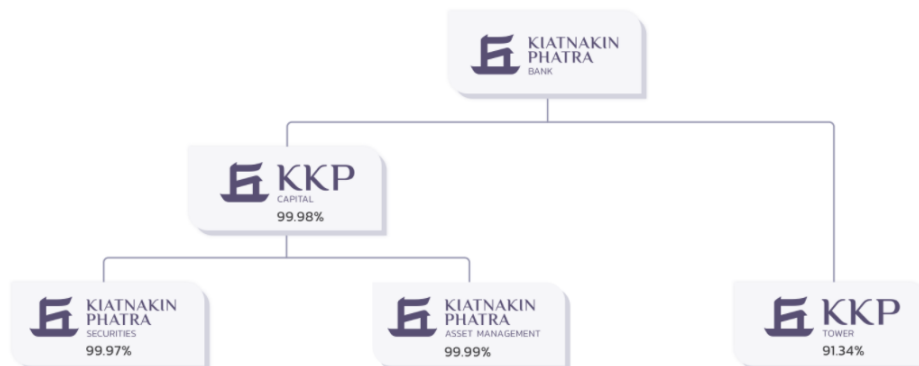 KIATNAKIN
PHATRA
BANK
KKP
CAPITAL
99.98%
KIATNAKIN
PHATRA
SECURITIES
99.97%
KIATNAKIN
PHATRA
ASSET MANAGEMENT
99.99%
KKP
TOWER
91.34%